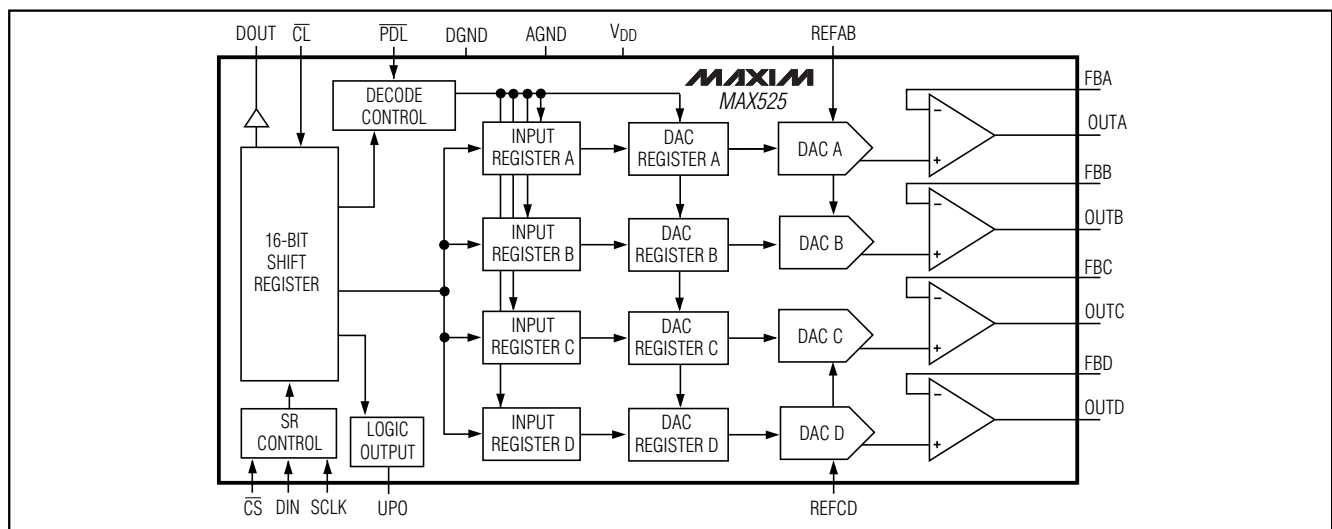 DOUT
CL
PDL
DGND
AGND
VDD
REFAB
MAXIM
MAX525
FBA
OUTA
FBB
OUTB
FBC
OUTC
FBD
OUTD
DECODE
CONTROL
16-BIT
SHIFT
REGISTER
SR
CONTROL
LOGIC
OUTPUT
INPUT
REGISTER A
DAC
REGISTER A
DAC A
INPUT
REGISTER B
DAC
REGISTER B
DAC B
INPUT
REGISTER C
DAC
REGISTER C
DAC C
INPUT
REGISTER D
DAC
REGISTER D
DAC D
−
+
−
+
−
+
−
+
CS
DIN
SCLK
UPO
REFCD